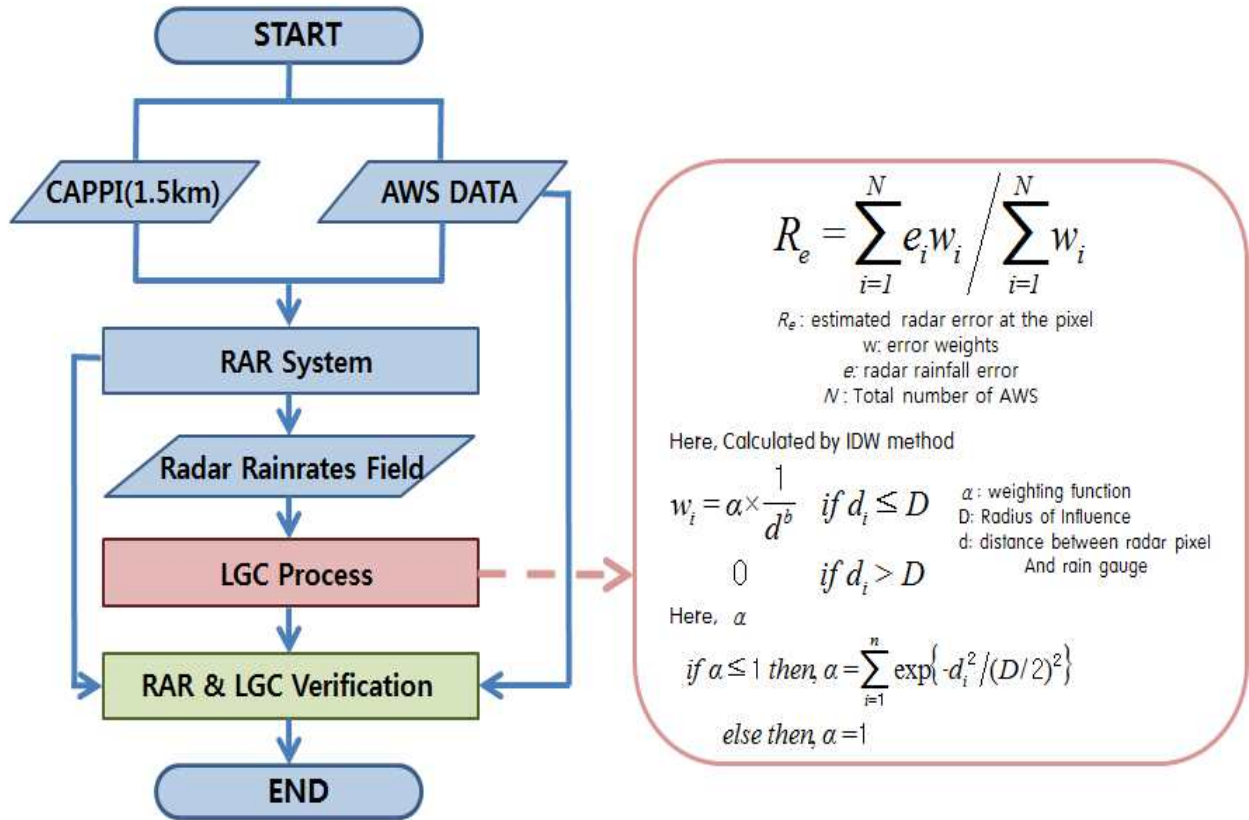 START
CAPPI(1.5km)
AWS DATA
RAR System
Radar Rainrates Field
LGC Process
RAR & LGC Verification
END
R_e = ∑_{i=1}^{N} e_i w_i / ∑_{i=1}^{N} w_i
R_e : estimated radar error at the pixel
w: error weights
e: radar rainfall error
N : Total number of AWS
Here, Calculated by IDW method
w_i = α × 1/d^b if d_i ≤ D
0 if d_i > D
α : weighting function
D: Radius of Influence
d: distance between radar pixel
And rain gauge
Here, α
if α ≤ 1 then, α = ∑_{i=1}^{n} exp{-d_i^2/(D/2)^2}
else then, α = 1